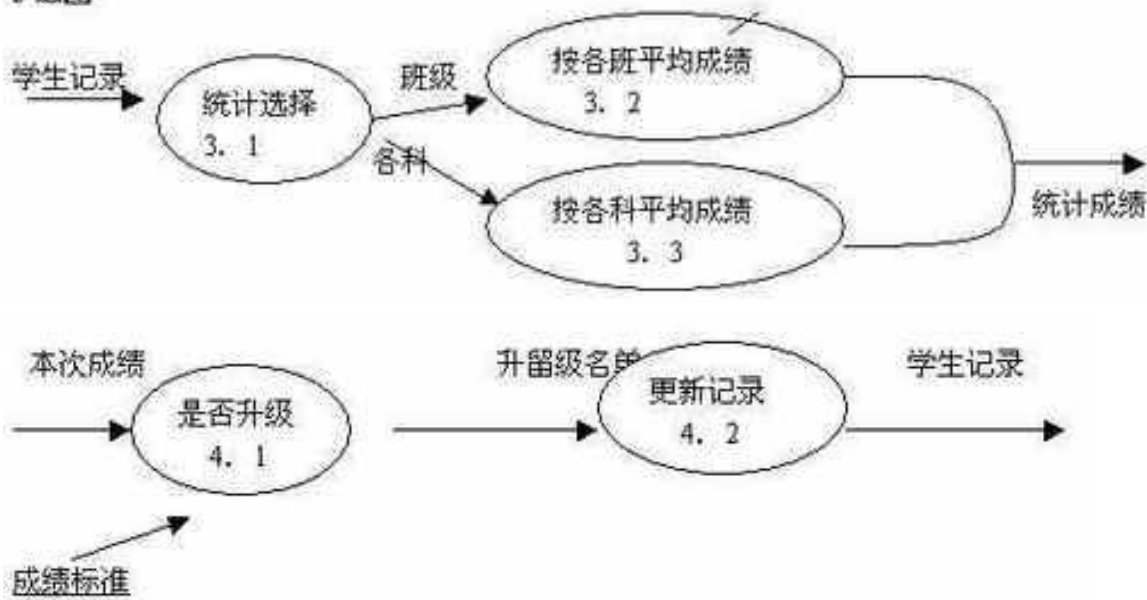 学生记录
统计选择
3. 1
班级
各科
按各班平均成绩
3. 2
按各科平均成绩
3. 3
统计成绩
本次成绩
是否升级
4. 1
成绩标准
升留级名单
更新记录
4. 2
学生记录